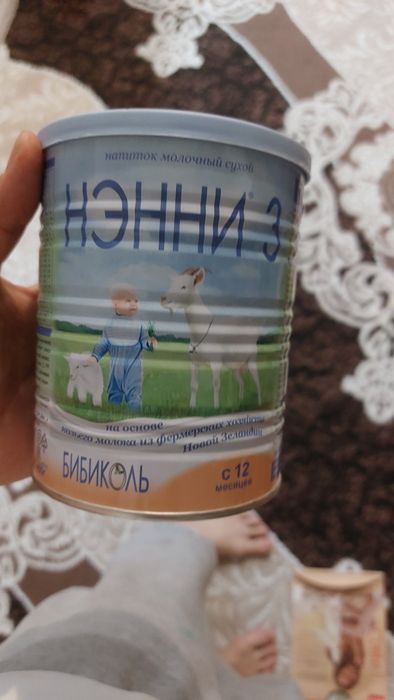 напиток молочный сухой
НЭННИ 3
на основе
козьего молока из фермерских хозяйств
Новой Зеландии
БИБИКОЛЬ
с 12
месяцев